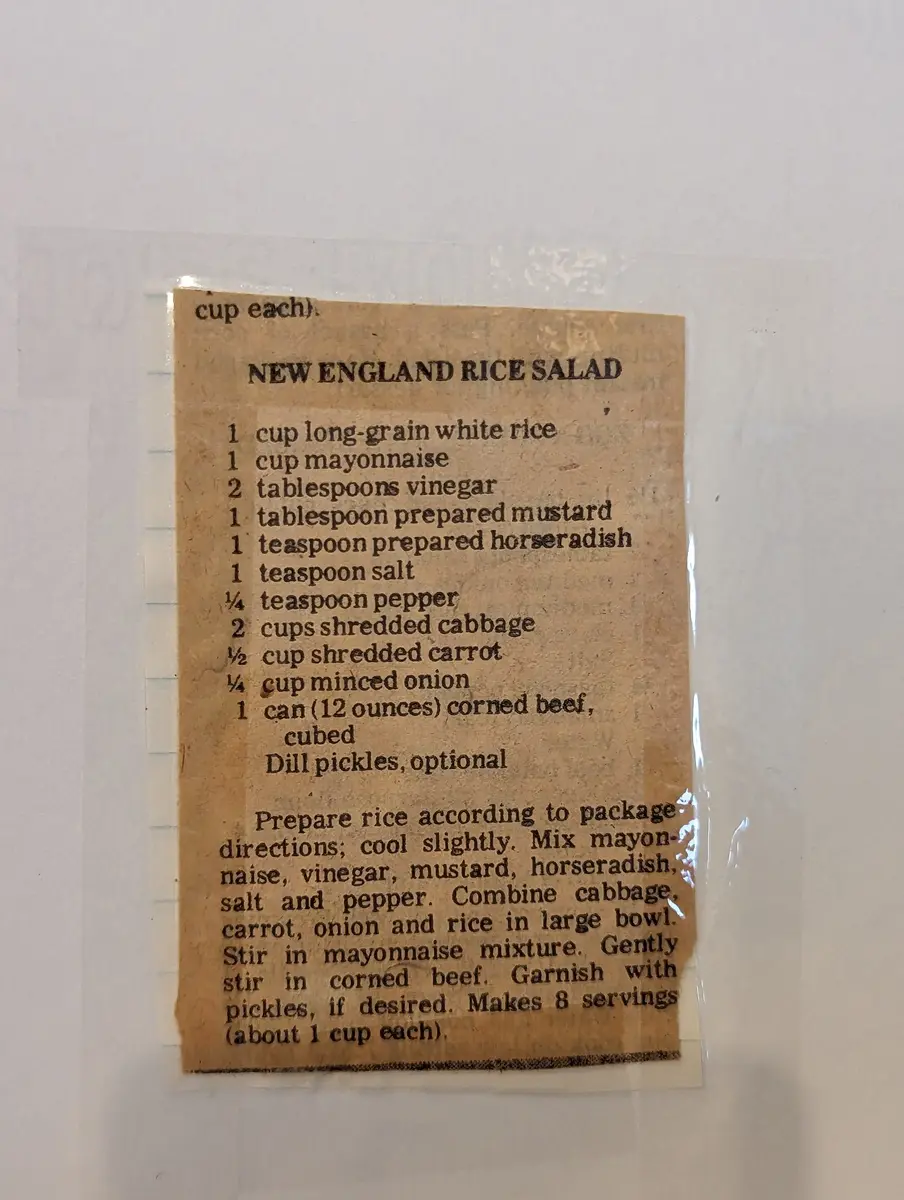 cup each).
NEW ENGLAND RICE SALAD
1 cup long-grain white rice
1 cup mayonnaise
2 tablespoons vinegar
1 tablespoon prepared mustard
1 teaspoon prepared horseradish
1 teaspoon salt
¼ teaspoon pepper
2 cups shredded cabbage
½ cup shredded carrot
¼ cup minced onion
1 can (12 ounces) corned beef,
cubed
Dill pickles, optional
Prepare rice according to package
directions; cool slightly. Mix mayon-
naise, vinegar, mustard, horseradish,
salt and pepper. Combine cabbage,
carrot, onion and rice in large bowl.
Stir in mayonnaise mixture. Gently
stir in corned beef. Garnish with
pickles, if desired. Makes 8 servings
(about 1 cup each).